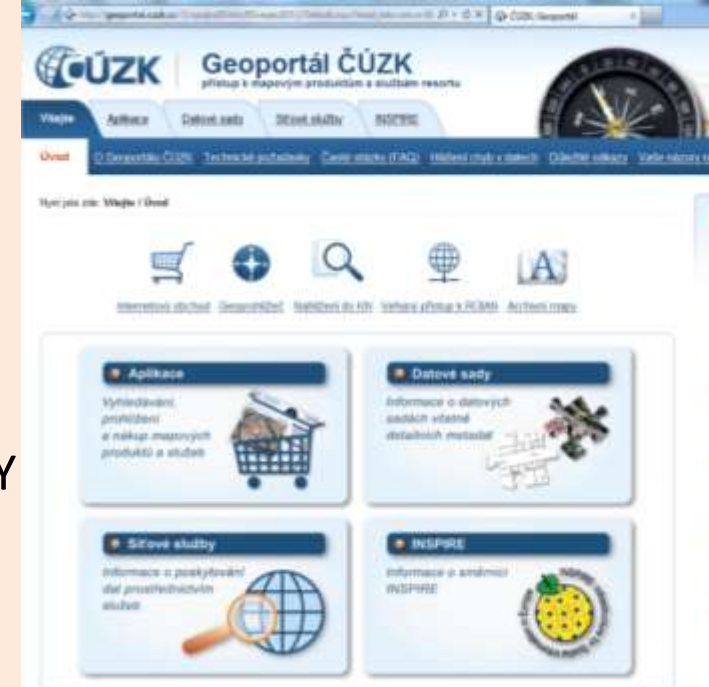 ČÚZK
Geoportál ČÚZK
přístup k mapovým produktům a službám resortu
Vítejte Aplikace Datové sady Síťové služby INSPIRE
Úvod O Geoportálu ČÚZK Technické požadavky Časté otázky (FAQ) Hlášení chyb v datech Důležité odkazy Vaše názory
Nyní jste zde: Vítejte / Úvod
Internetový obchod Geoprohlížeč Nahlížení do KN Veřejný přístup k RÚIAN Archivní mapy
A
Aplikace
Vyhledávání,
prohlížení
a nákup mapových
produktů a služeb
Datové sady
Informace o datových
sadách včetně
detailních metadat
Y
Síťové služby
Informace o poskytování
dat prostřednictvím
služeb
INSPIRE
Informace o směrnici
INSPIRE